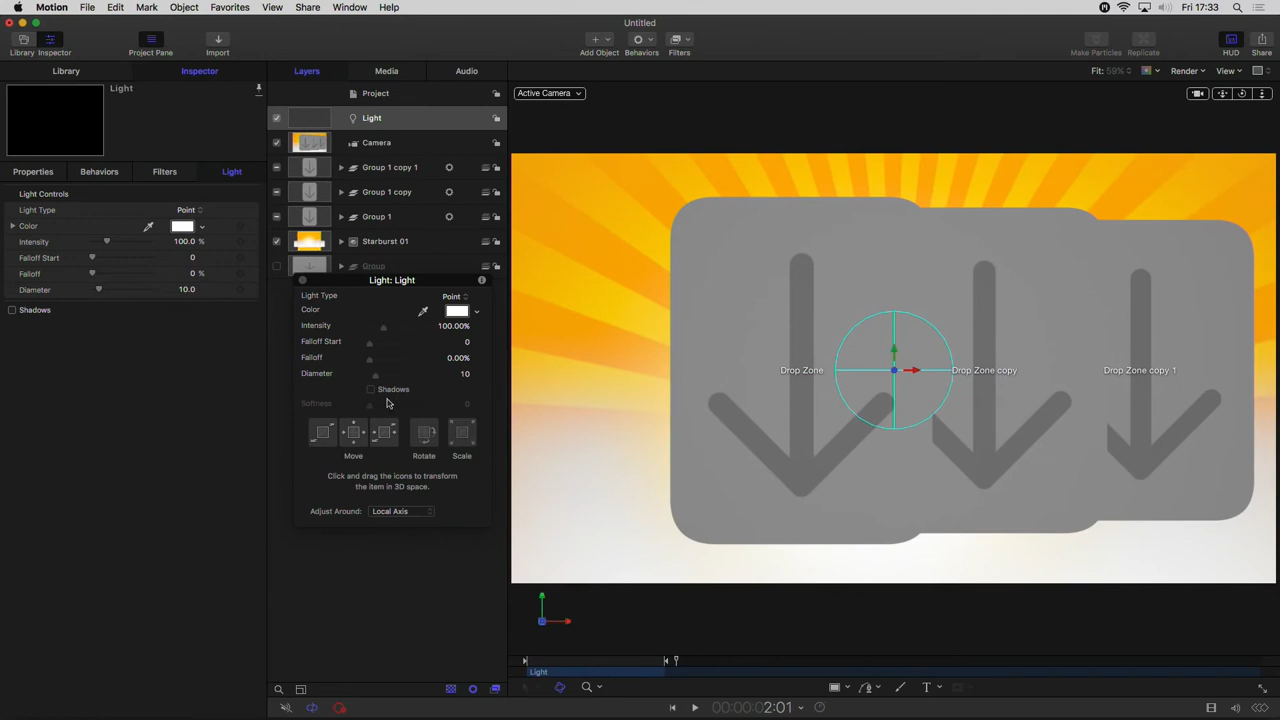 Motion File Edit Mark Object Favorites View Share Window Help Fri 17:33
Untitled
Library Inspector Project Pane Import Add Object Behaviors Filters Make Particles Replicate HUD Share
Library Inspector Layers Media Audio Fit: 59% Render View
Light
Project
Active Camera
Light
Camera
Properties Behaviors Filters Light
Group 1 copy 1
Group 1 copy
Group 1
Starburst 01
Group
Light Controls
Light Type Point
Color
Intensity 100.0 %
Falloff Start 0
Falloff 0 %
Diameter 10.0
Shadows
Light: Light
Light Type Point
Color
Intensity 100.00%
Falloff Start 0
Falloff 0.00%
Diameter 10
Shadows
Softness 0
Move Rotate Scale
Click and drag the icons to transform
the item in 3D space.
Adjust Around: Local Axis
Drop Zone Drop Zone copy Drop Zone copy 1
Light
T
00:00:00:02:01